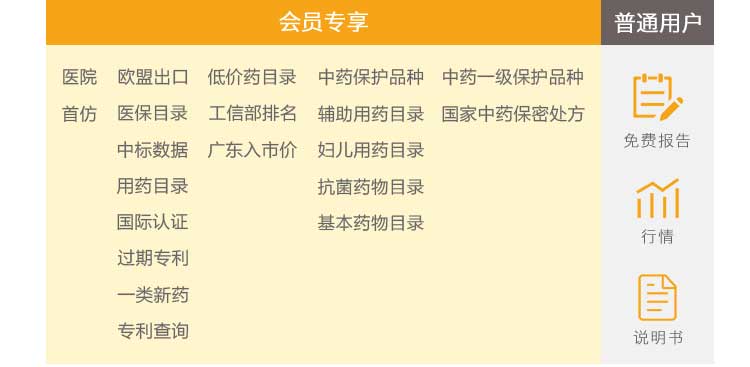 会员专享 普通用户
医院 欧盟出口 低价药目录 中药保护品种 中药一级保护品种
首仿 医保目录 工信部排名 辅助用药目录 国家中药保密处方
中标数据 广东入市价 妇儿用药目录
用药目录 抗菌药物目录
国际认证 基本药物目录
过期专利
一类新药
专利查询
免费报告
行情
说明书